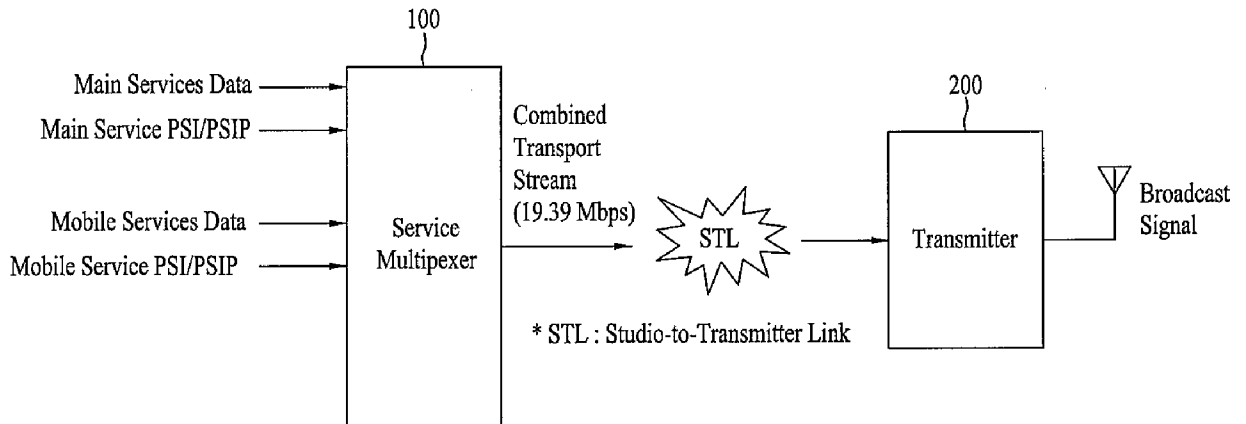 100
Main Services Data
Main Service PSI/PSIP
Mobile Services Data
Mobile Service PSI/PSIP
Service
Multipexer
Combined
Transport
Stream
(19.39 Mbps)
STL
* STL : Studio-to-Transmitter Link
200
Transmitter
Broadcast
Signal